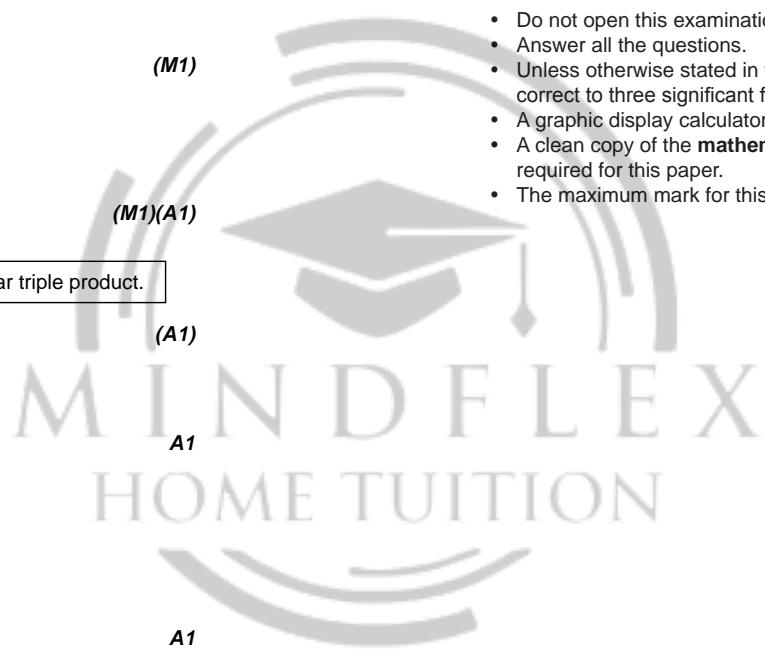 • Do not open this examinatio
• Answer all the questions.
(M1)
• Unless otherwise stated in
correct to three significant f
• A graphic display calculator
• A clean copy of the mather
required for this paper.
• The maximum mark for this
(M1)(A1)
ar triple product.
(A1)
MINDFLEX
A1
HOME TUITION
A1